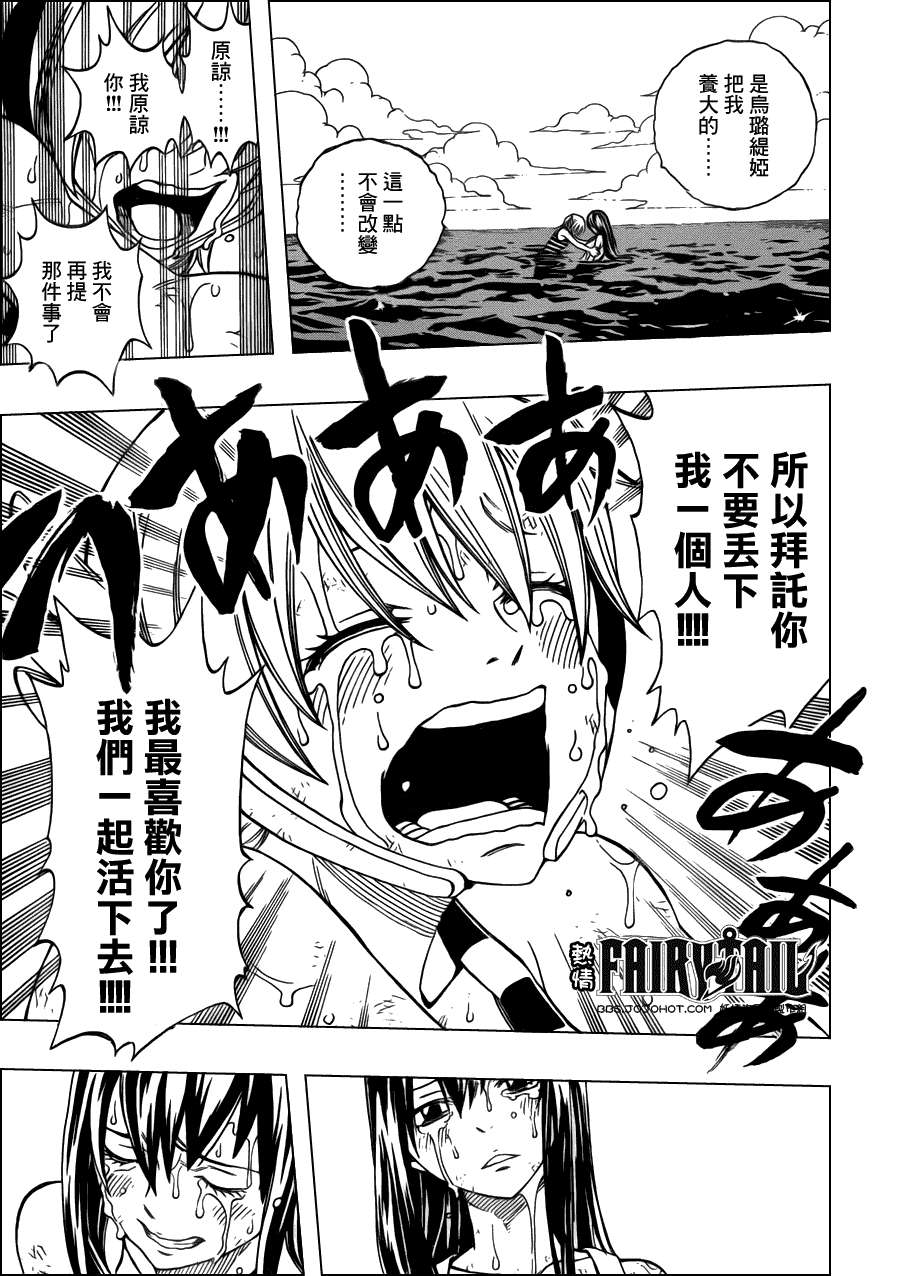 是烏璐緹婭
把我
養大的……
這一點
不會改變
………
原諒……!!!
我原諒
你!!!
我不會
再提
那件事了
所以拜託你
不要丟下
我一個人!!!!
あ
あ
あ
あ
あ
あ
我最喜歡你了!!!
我們一起活下去!!!!
熱情
FAIRY TAIL
BBS.JOJOHOT.COM